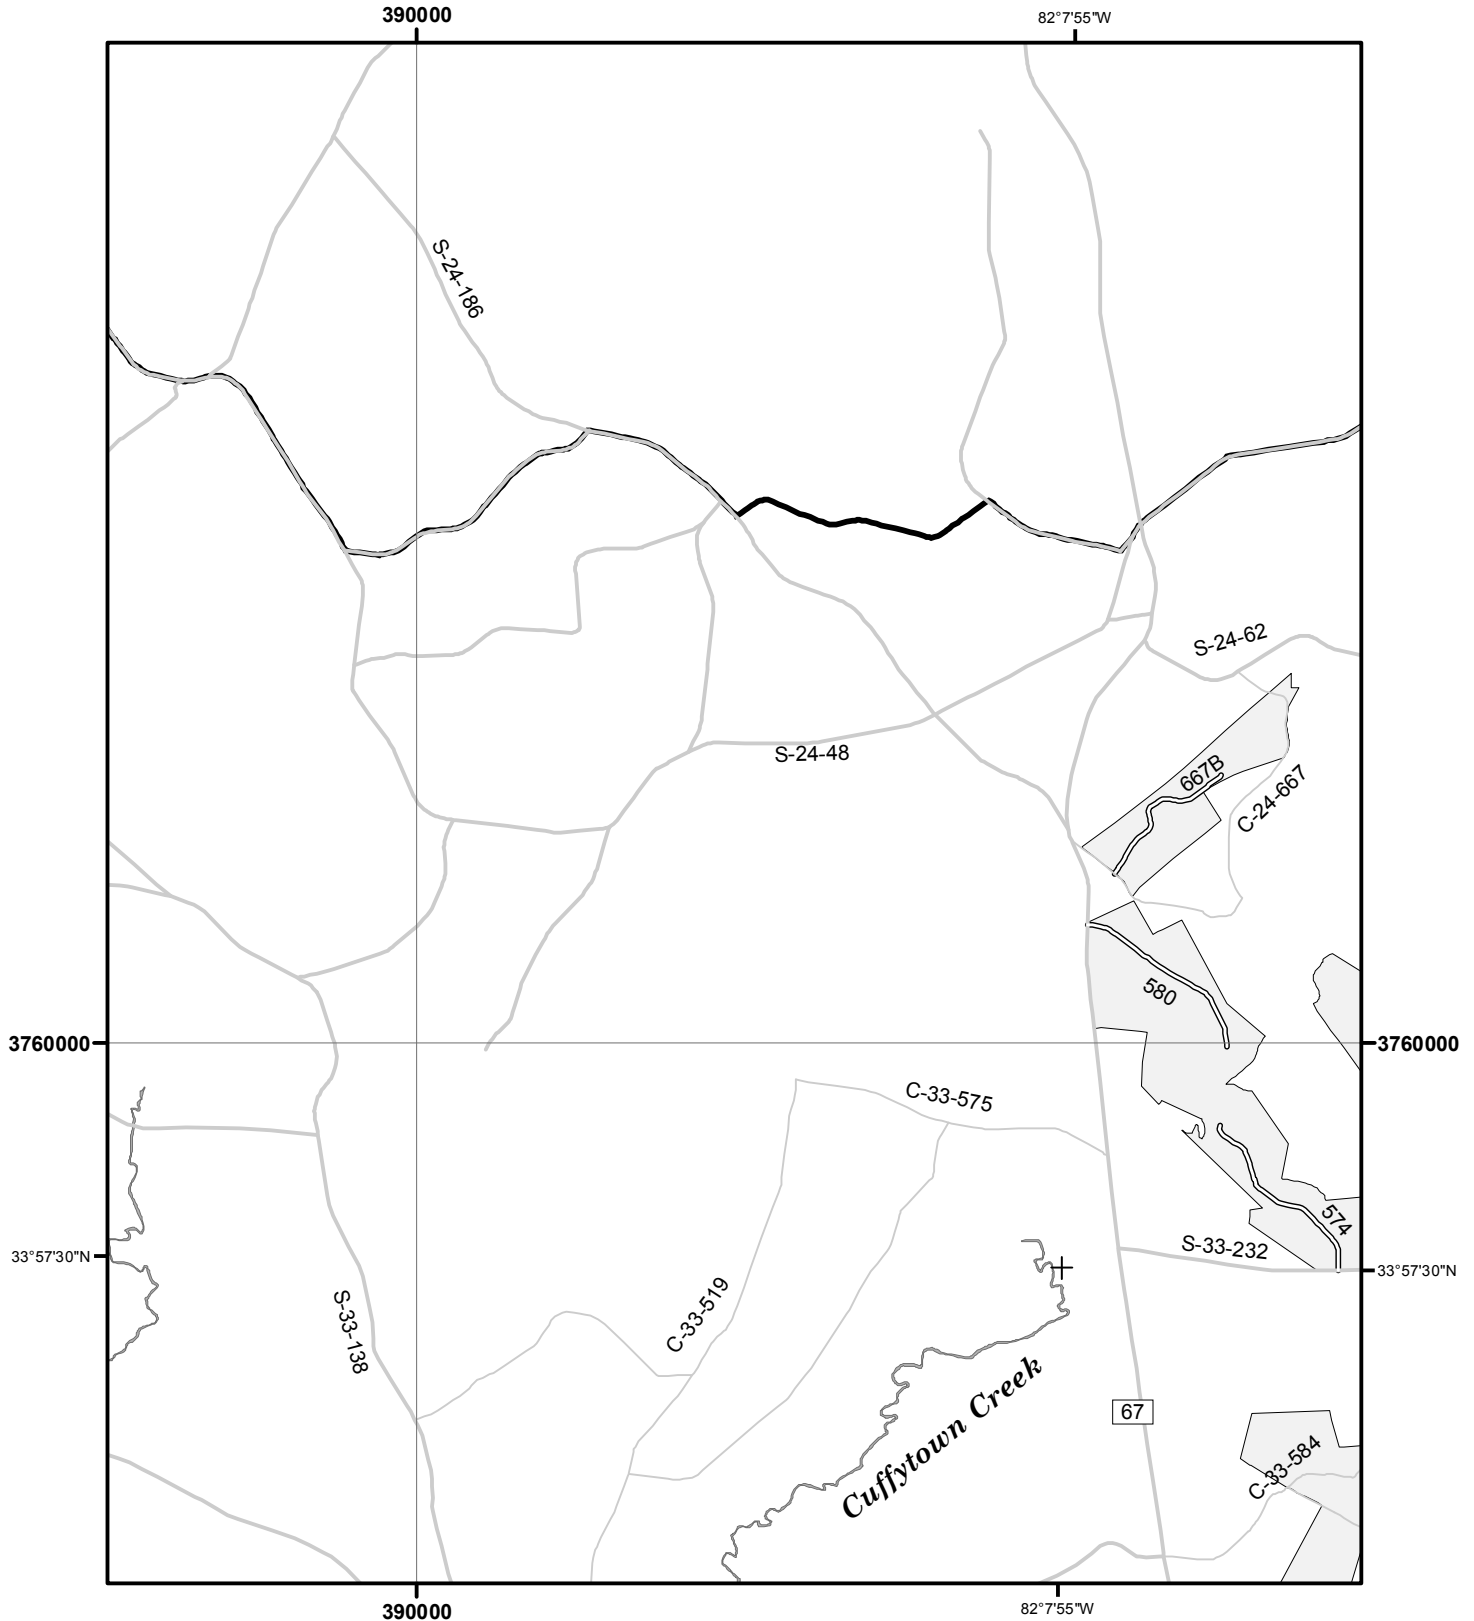 390000
82°7'55"W
S-24-186
S-24-62
S-24-48
667B
C-24-667
580
3760000
3760000
C-33-575
574
S-33-232
33°57'30"N
33°57'30"N
C-33-519
S-33-138
Cuffytown Creek
67
C-33-584
390000
82°7'55"W